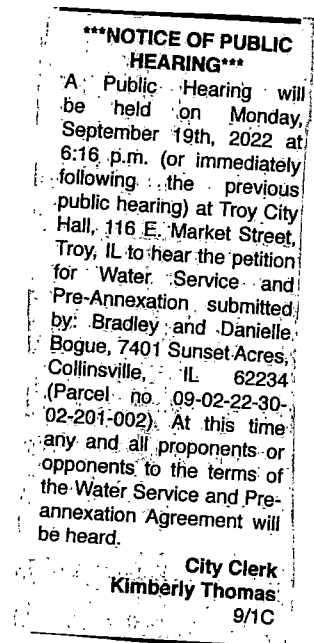 ***NOTICE OF PUBLIC
HEARING***
A Public Hearing will
be held on Monday,
September 19th, 2022 at
6:16 p.m. (or immediately
following the previous
public hearing) at Troy City
Hall, 116 E. Market Street,
Troy, IL to hear the petition
for Water Service and
Pre-Annexation submitted
by: Bradley and Danielle
Bogue, 7401 Sunset Acres,
Collinsville, IL 62234
(Parcel no 09-02-22-30-
02-201-002). At this time
any and all proponents or
opponents to the terms of
the Water Service and Pre-
annexation Agreement will
be heard.
City Clerk
Kimberly Thomas
9/1C